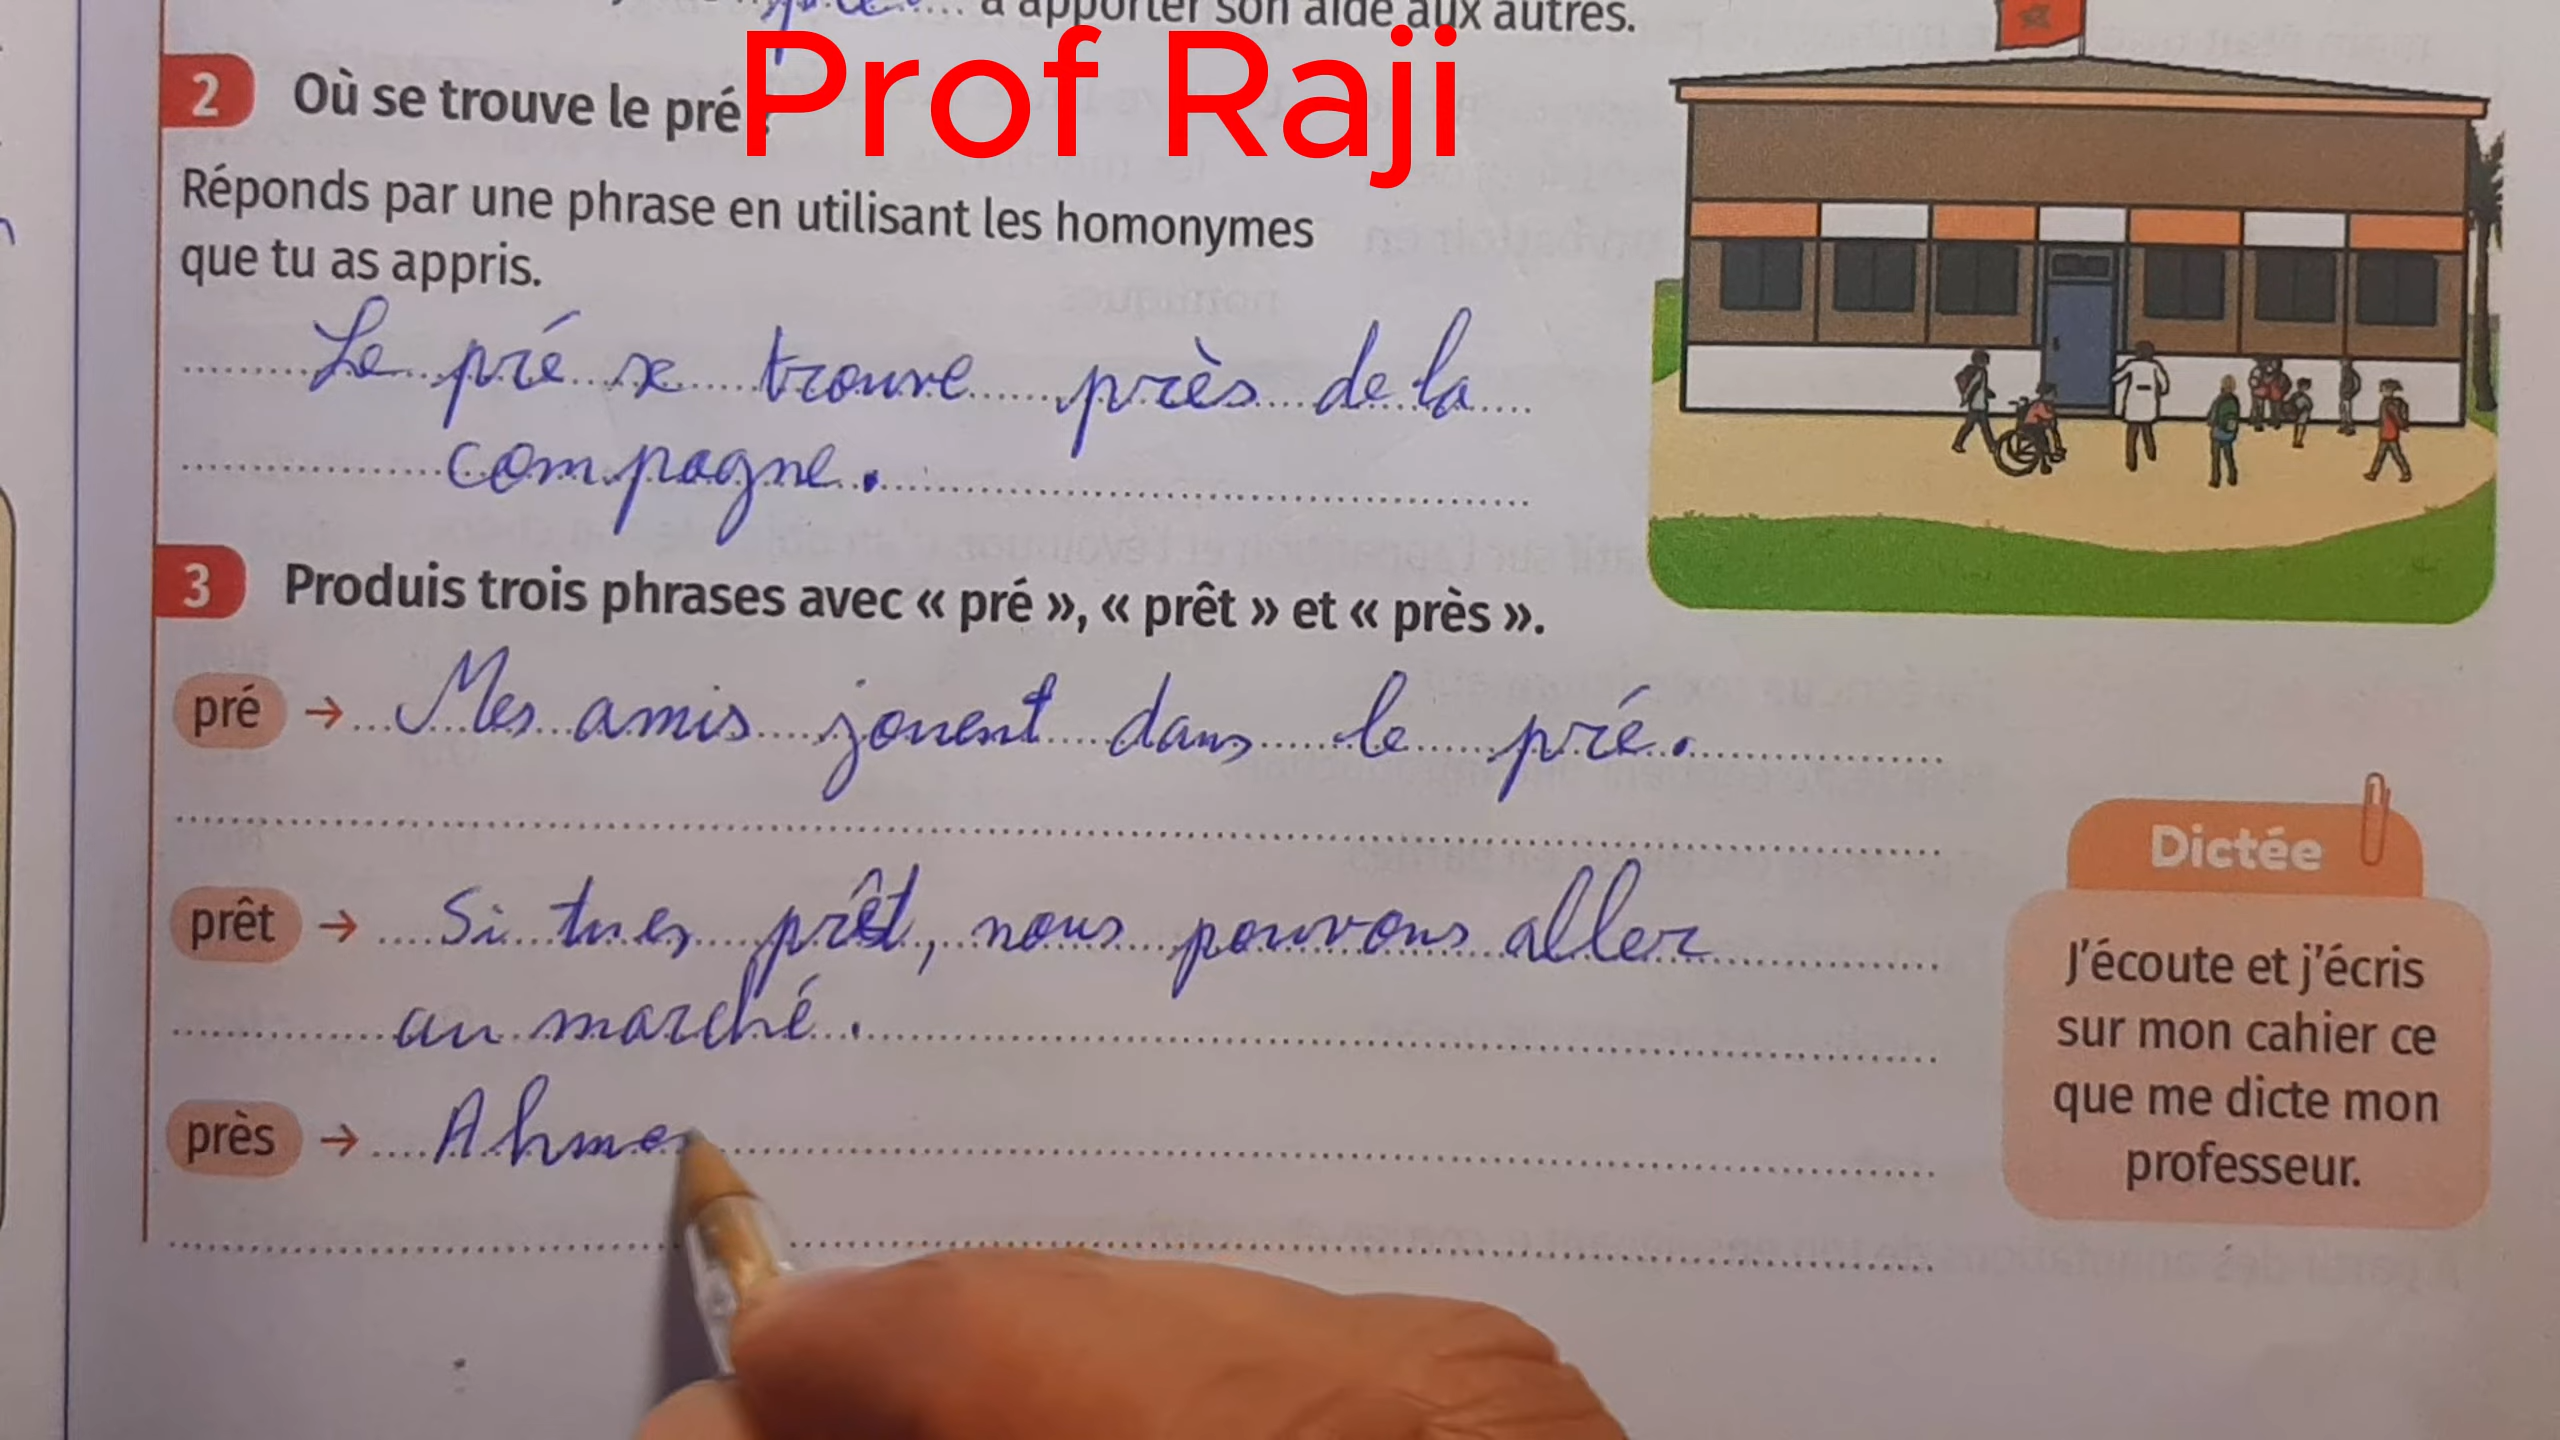 à apporter son aide aux autres.
Prof Raji
2 Où se trouve le pré
Réponds par une phrase en utilisant les homonymes
que tu as appris.
Le pré se trouve près de la
compagne.
3 Produis trois phrases avec « pré », « prêt » et « près ».
pré → Mes amis jouent dans le pré.
prêt → Si tu es prêt, nous pouvons aller
au marché.
près → Ahme
Dictée
J'écoute et j'écris
sur mon cahier ce
que me dicte mon
professeur.